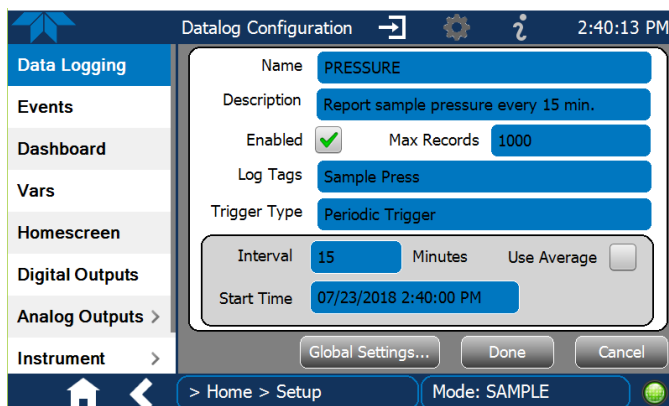 Datalog Configuration 2:40:13 PM
Data Logging
Events
Dashboard
Vars
Homescreen
Digital Outputs
Analog Outputs >
Instrument >
Name PRESSURE
Description Report sample pressure every 15 min.
Enabled Max Records 1000
Log Tags Sample Press
Trigger Type Periodic Trigger
Interval 15 Minutes Use Average
Start Time 07/23/2018 2:40:00 PM
Global Settings... Done Cancel
> Home > Setup Mode: SAMPLE